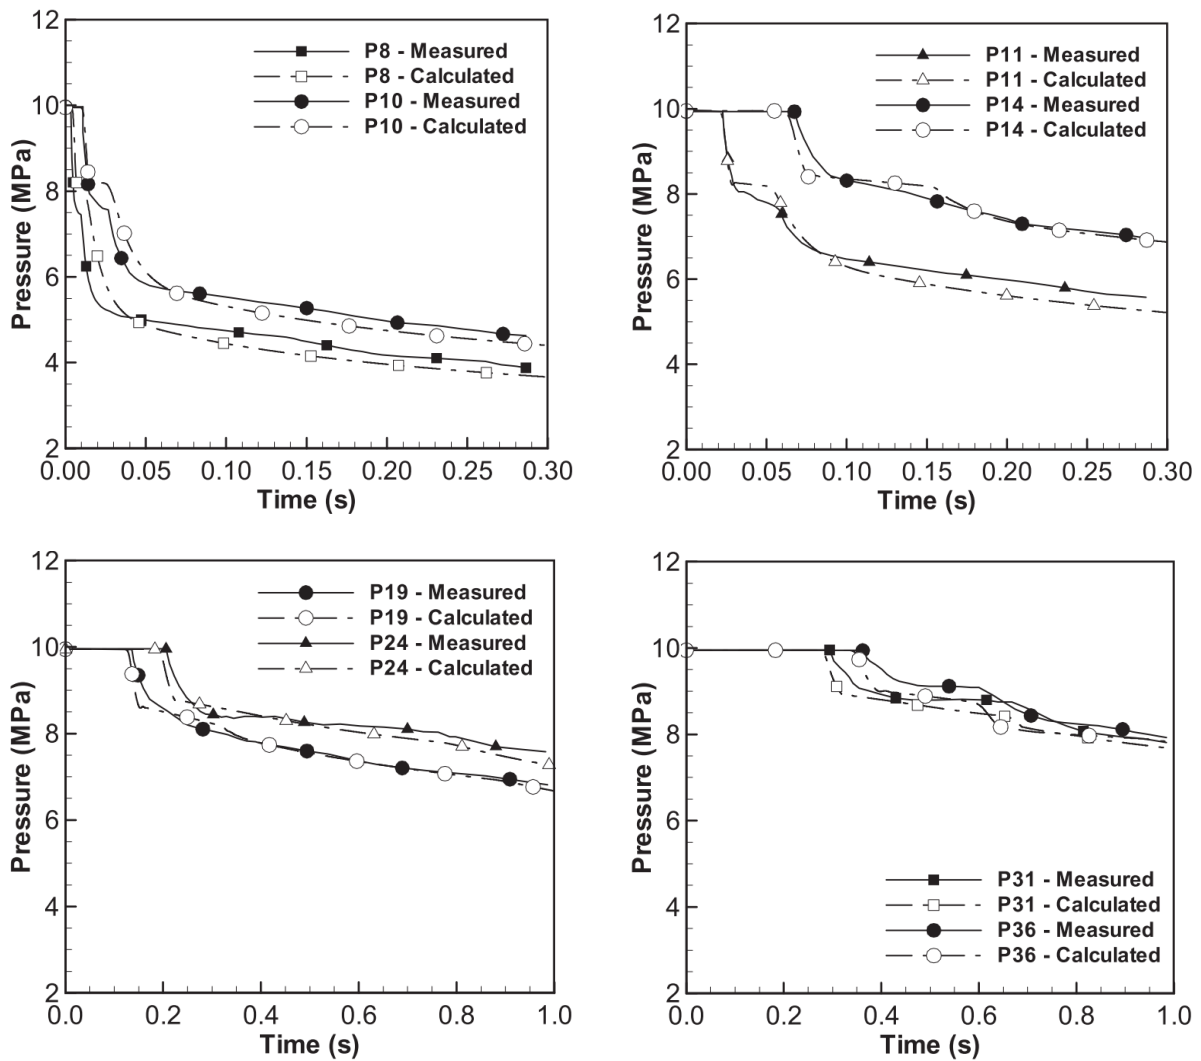 12
10
8
6
4
2
Pressure (MPa)
P8 - Measured
P8 - Calculated
P10 - Measured
P10 - Calculated
0.00 0.05 0.10 0.15 0.20 0.25 0.30
Time (s)
12
10
8
6
4
2
Pressure (MPa)
P11 - Measured
P11 - Calculated
P14 - Measured
P14 - Calculated
0.00 0.05 0.10 0.15 0.20 0.25 0.30
Time (s)
12
10
8
6
4
2
Pressure (MPa)
P19 - Measured
P19 - Calculated
P24 - Measured
P24 - Calculated
0.0 0.2 0.4 0.6 0.8 1.0
Time (s)
12
10
8
6
4
2
Pressure (MPa)
P31 - Measured
P31 - Calculated
P36 - Measured
P36 - Calculated
0.0 0.2 0.4 0.6 0.8 1.0
Time (s)